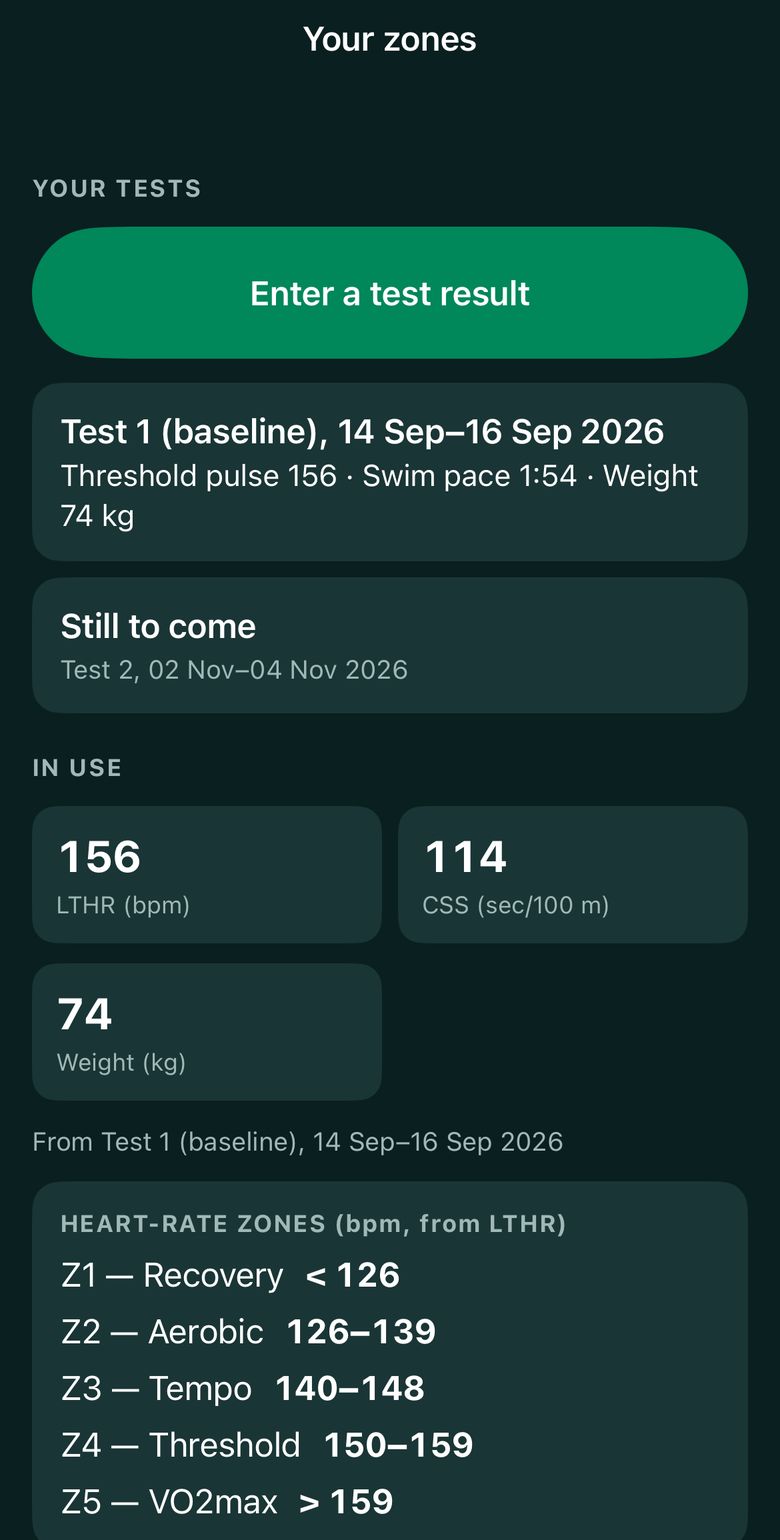 Your zones
YOUR TESTS
Enter a test result
Test 1 (baseline), 14 Sep–16 Sep 2026
Threshold pulse 156 · Swim pace 1:54 · Weight
74 kg
Still to come
Test 2, 02 Nov–04 Nov 2026
IN USE
156
LTHR (bpm)
114
CSS (sec/100 m)
74
Weight (kg)
From Test 1 (baseline), 14 Sep–16 Sep 2026
HEART-RATE ZONES (bpm, from LTHR)
Z1 — Recovery < 126
Z2 — Aerobic 126–139
Z3 — Tempo 140–148
Z4 — Threshold 150–159
Z5 — VO2max > 159